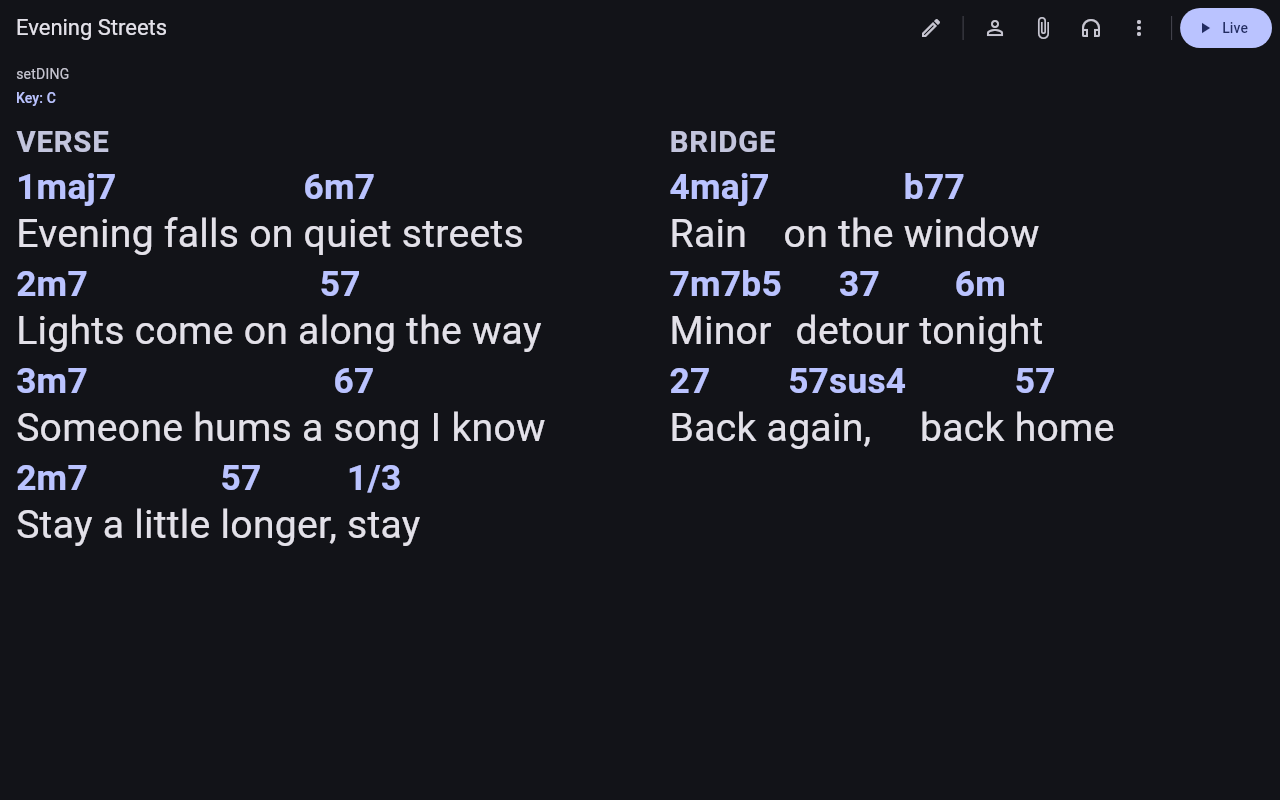 Evening Streets
Live
setDING
Key: C
VERSE
1maj7 6m7
Evening falls on quiet streets
2m7 57
Lights come on along the way
3m7 67
Someone hums a song I know
2m7 57 1/3
Stay a little longer, stay
BRIDGE
4maj7 b77
Rain on the window
7m7b5 37 6m
Minor detour tonight
27 57sus4 57
Back again, back home